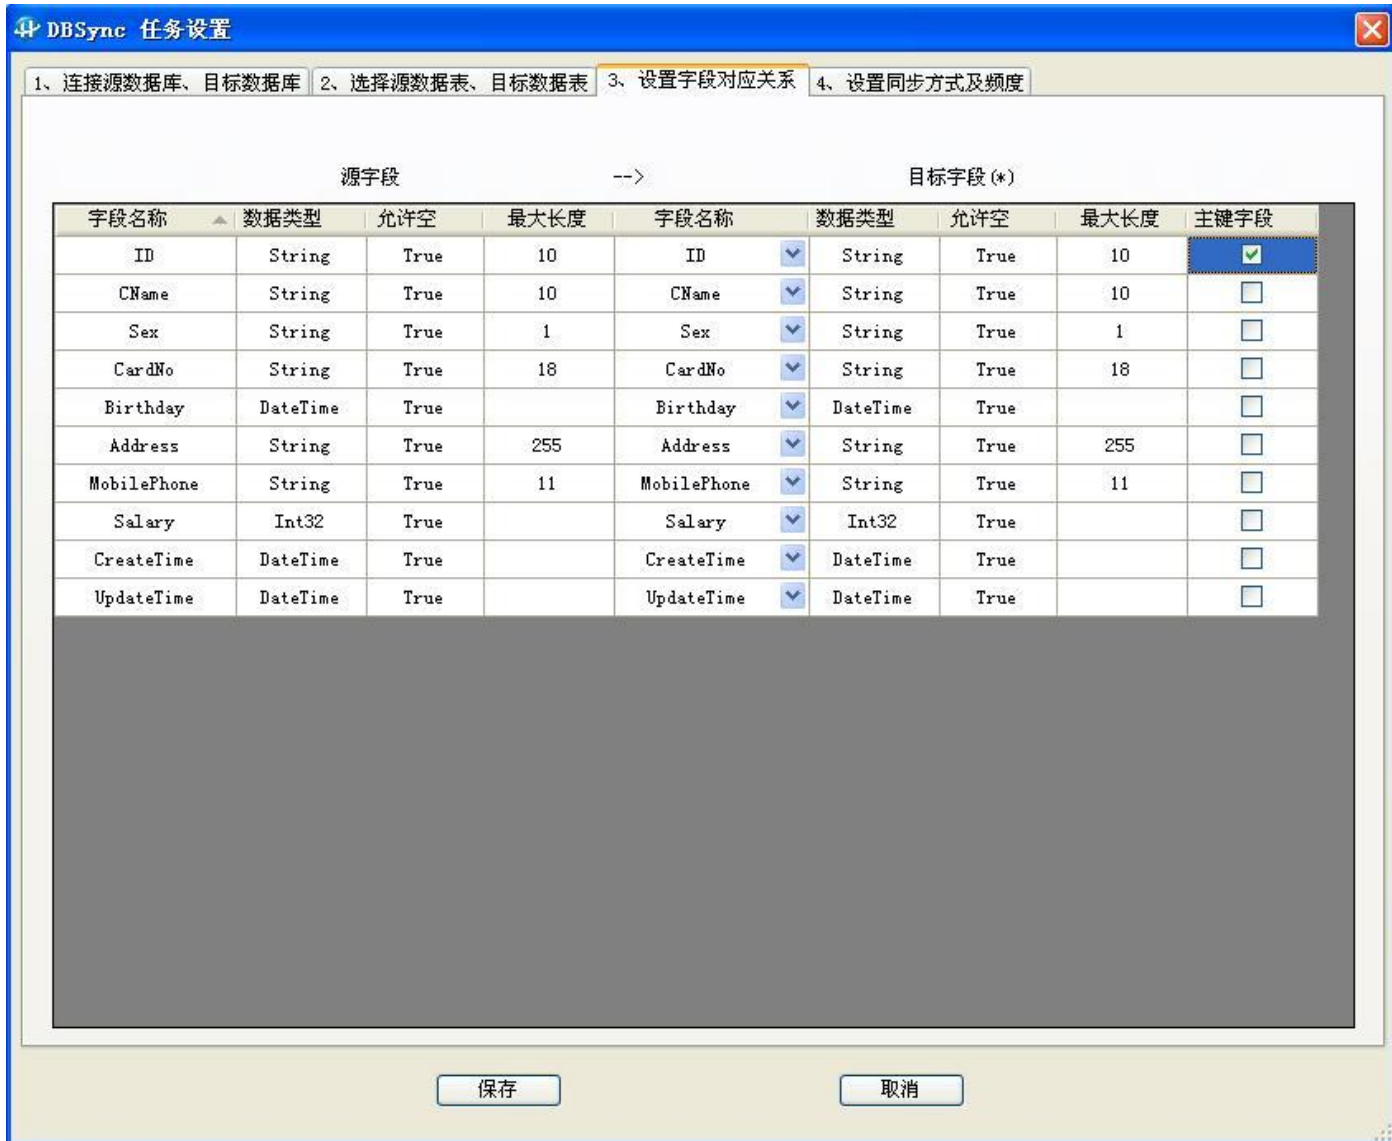 DBSync 任务设置
1、连接源数据库、目标数据库 2、选择源数据表、目标数据表 3、设置字段对应关系 4、设置同步方式及频度
源字段 --> 目标字段(*)
字段名称 数据类型 允许空 最大长度 字段名称 数据类型 允许空 最大长度 主键字段
ID String True 10 ID String True 10
CName String True 10 CName String True 10
Sex String True 1 Sex String True 1
CardNo String True 18 CardNo String True 18
Birthday DateTime True Birthday DateTime True
Address String True 255 Address String True 255
MobilePhone String True 11 MobilePhone String True 11
Salary Int32 True Salary Int32 True
CreateTime DateTime True CreateTime DateTime True
UpdateTime DateTime True UpdateTime DateTime True
保存 取消